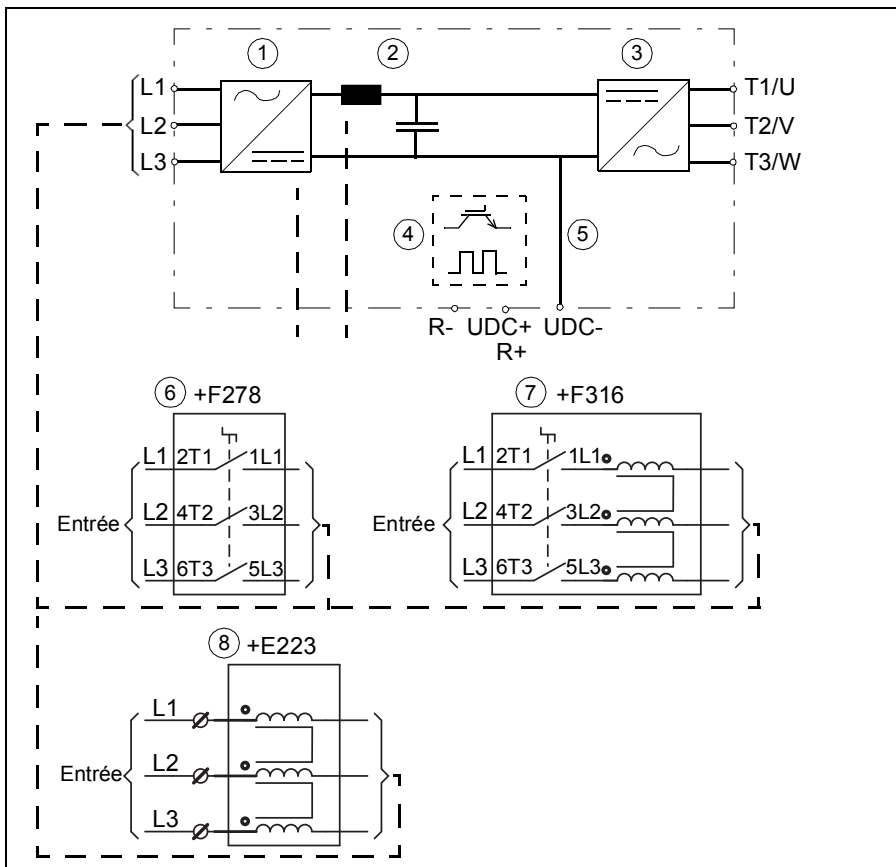 1 2 3
L1 T1/U
L2 T2/V
L3 T3/W
4 5
R- UDC+ UDC-
R+
6 +F278
7 +F316
L1 2T1 1L1
L1 2T1 1L1
Entrée L2 4T2 3L2
Entrée L2 4T2 3L2
L3 6T3 5L3
L3 6T3 5L3
8 +E223
L1
Entrée L2
L3